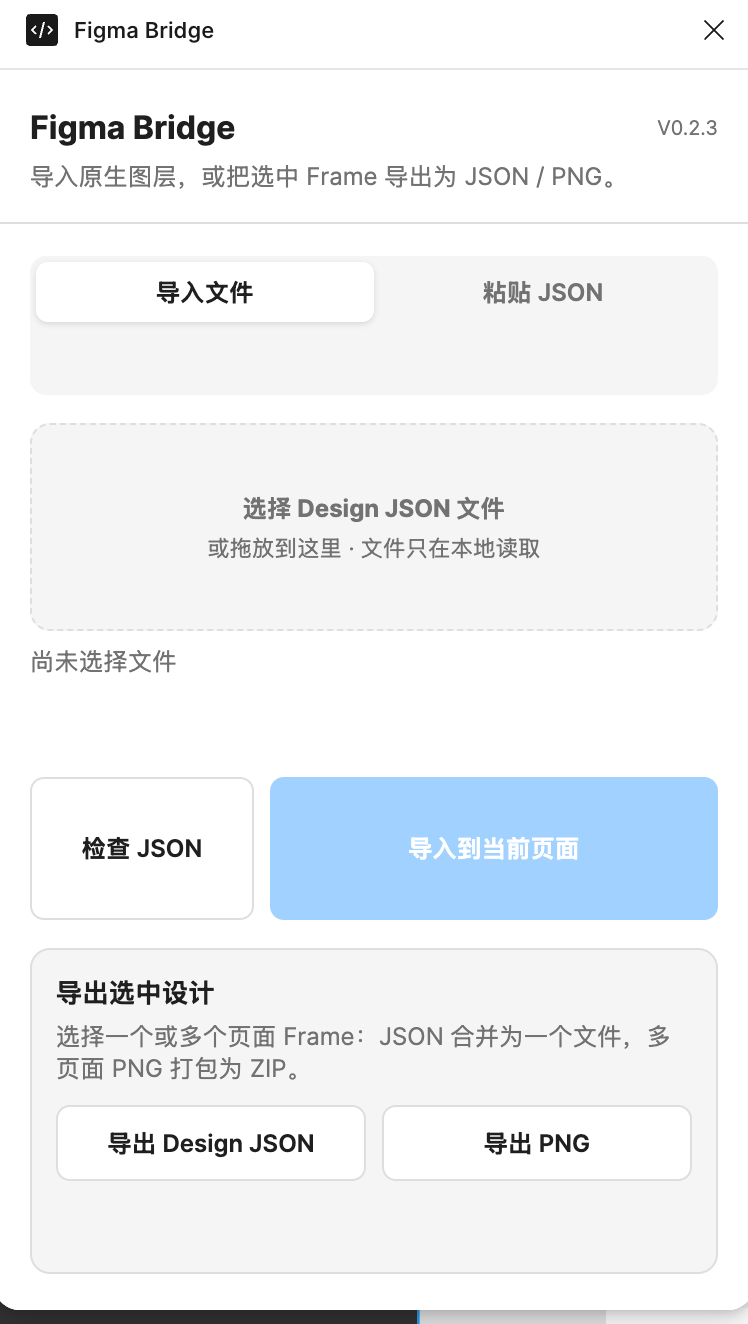 </> Figma Bridge
Figma Bridge
V0.2.3
导入原生图层，或把选中 Frame 导出为 JSON / PNG。
导入文件
粘贴 JSON
选择 Design JSON 文件
或拖放到这里 · 文件只在本地读取
尚未选择文件
检查 JSON
导入到当前页面
导出选中设计
选择一个或多个页面 Frame：JSON 合并为一个文件，多
页面 PNG 打包为 ZIP。
导出 Design JSON
导出 PNG